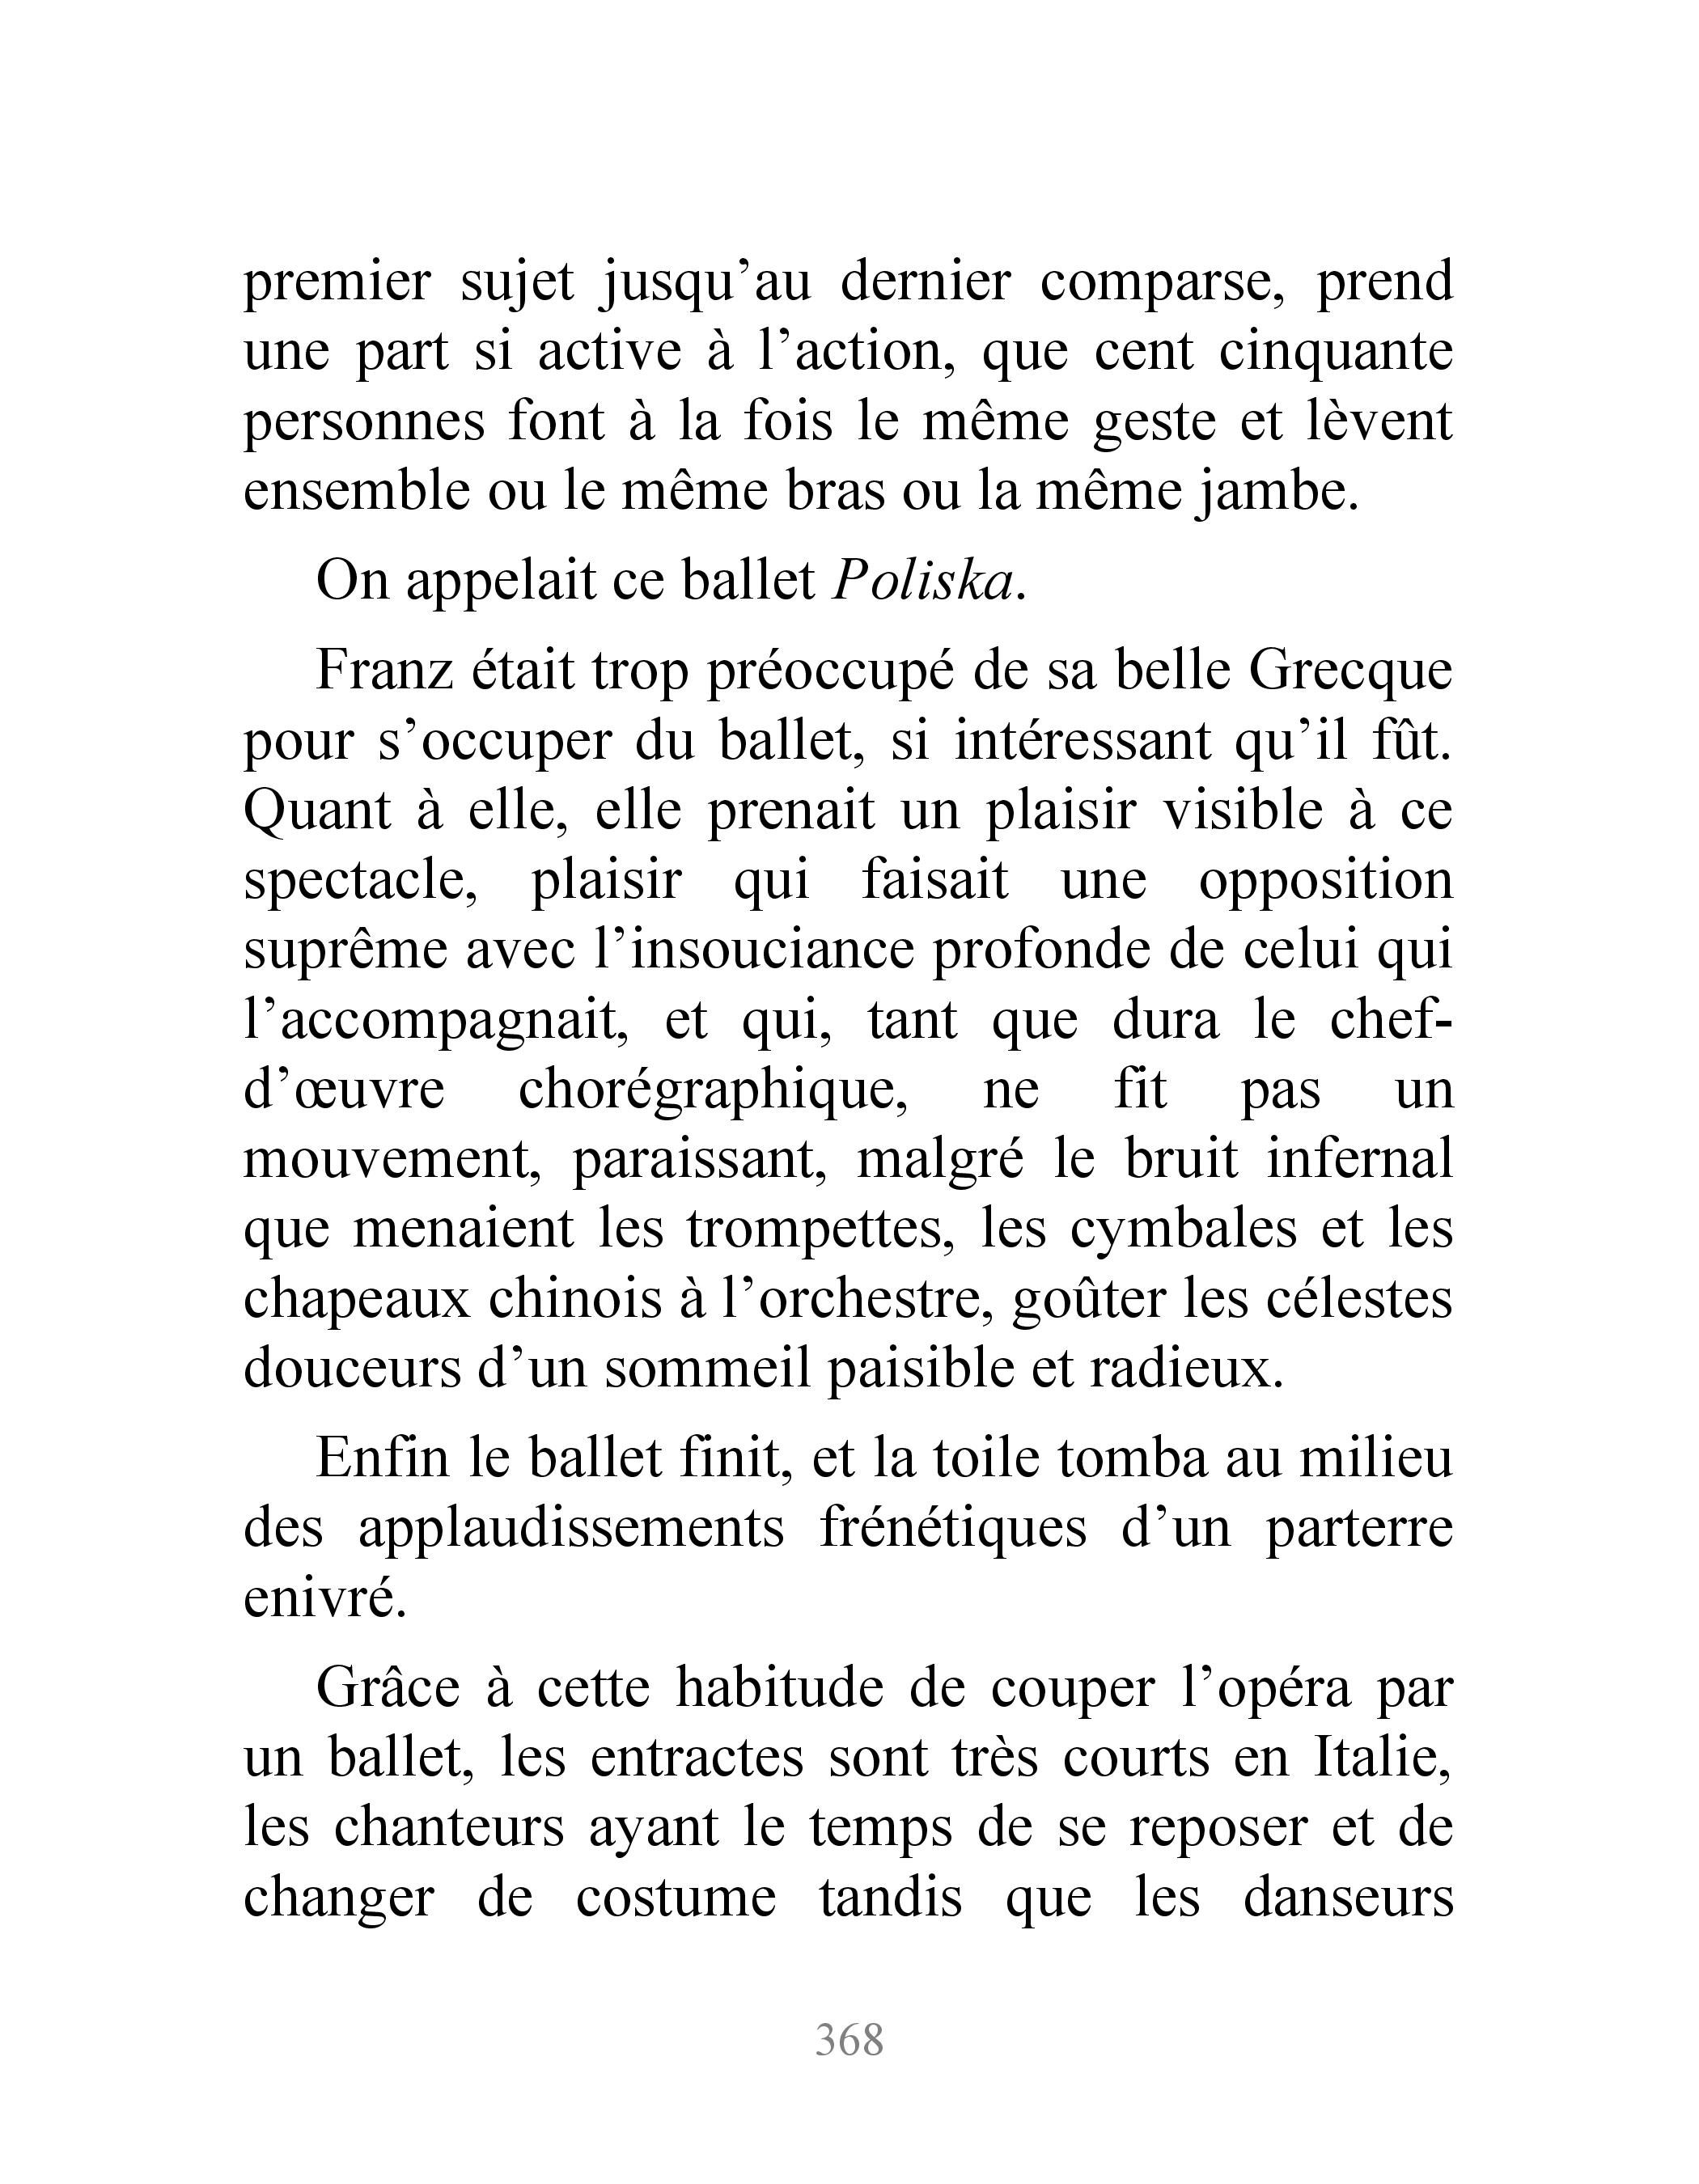 premier sujet jusqu’au dernier comparse, prend
une part si active à l’action, que cent cinquante
personnes font à la fois le même geste et lèvent
ensemble ou le même bras ou la même jambe.
On appelait ce ballet Poliska.
Franz était trop préoccupé de sa belle Grecque
pour s’occuper du ballet, si intéressant qu’il fût.
Quant à elle, elle prenait un plaisir visible à ce
spectacle, plaisir qui faisait une opposition
suprême avec l’insouciance profonde de celui qui
l’accompagnait, et qui, tant que dura le chef-
d’œuvre chorégraphique, ne fit pas un
mouvement, paraissant, malgré le bruit infernal
que menaient les trompettes, les cymbales et les
chapeaux chinois à l’orchestre, goûter les célestes
douceurs d’un sommeil paisible et radieux.
Enfin le ballet finit, et la toile tomba au milieu
des applaudissements frénétiques d’un parterre
enivré.
Grâce à cette habitude de couper l’opéra par
un ballet, les entractes sont très courts en Italie,
les chanteurs ayant le temps de se reposer et de
changer de costume tandis que les danseurs
368